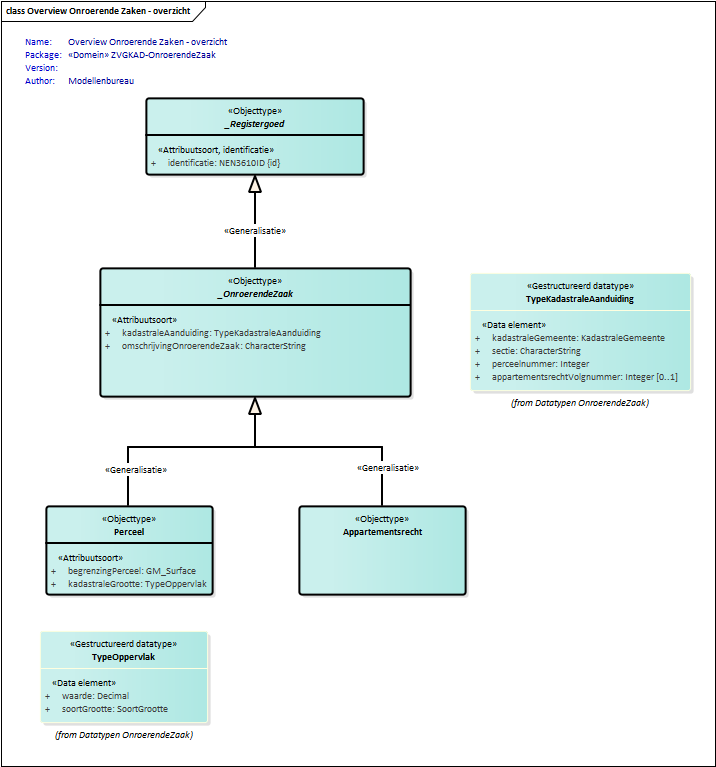 class Overview Onroerende Zaken - overzicht
Name: Overview Onroerende Zaken - overzicht
Package: «Domein» ZVGKAD-OnroerendeZaak
Version:
Author: Modellenbureau
«Objecttype»
_Registergoed
«Attribuutsoort, identificatie»
+ identificatie: NEN3610ID {id}
«Generalisatie»
«Objecttype»
_OnroerendeZaak
«Attribuutsoort»
+ kadastraleAanduiding: TypeKadastraleAanduiding
+ omschrijvingOnroerendeZaak: CharacterString
«Gestructureerd datatype»
TypeKadastraleAanduiding
«Data element»
+ kadastraleGemeente: KadastraleGemeente
+ sectie: CharacterString
+ perceelnummer: Integer
+ appartementsrechtVolgnummer: Integer [0..1]
(from Datatypen OnroerendeZaak)
«Generalisatie»
«Generalisatie»
«Objecttype»
Perceel
«Attribuutsoort»
+ begrenzingPerceel: GM_Surface
+ kadastraleGrootte: TypeOppervlak
«Objecttype»
Appartementsrecht
«Gestructureerd datatype»
TypeOppervlak
«Data element»
+ waarde: Decimal
+ soortGrootte: SoortGrootte
(from Datatypen OnroerendeZaak)